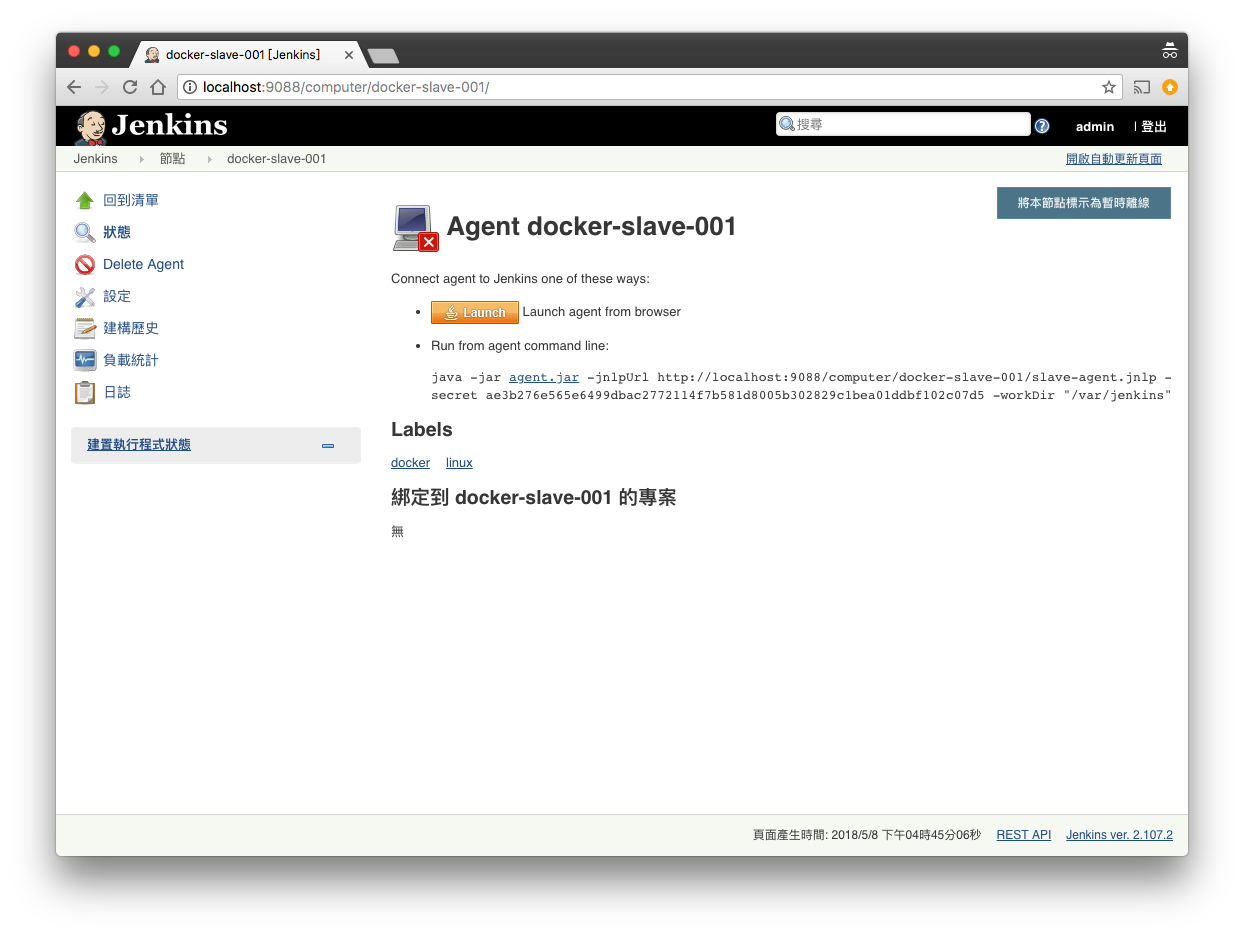 docker-slave-001 [Jenkins]
localhost:9088/computer/docker-slave-001/
Jenkins
搜尋
admin
登出
Jenkins
節點
docker-slave-001
開啟自動更新頁面
回到清單
狀態
Delete Agent
設定
建構歷史
負載統計
日誌
建置執行程式狀態
將本節點標示為暫時離線
Agent docker-slave-001
Connect agent to Jenkins one of these ways:
Launch Launch agent from browser
Run from agent command line:
java -jar agent.jar -jnlpUrl http://localhost:9088/computer/docker-slave-001/slave-agent.jnlp -
secret ae3b276e565e6499dbac2772114f7b581d8005b302829c1bea01ddbf102c07d5 -workDir "/var/jenkins"
Labels
docker linux
綁定到 docker-slave-001 的專案
無
頁面產生時間: 2018/5/8 下午04時45分06秒 REST API Jenkins ver. 2.107.2